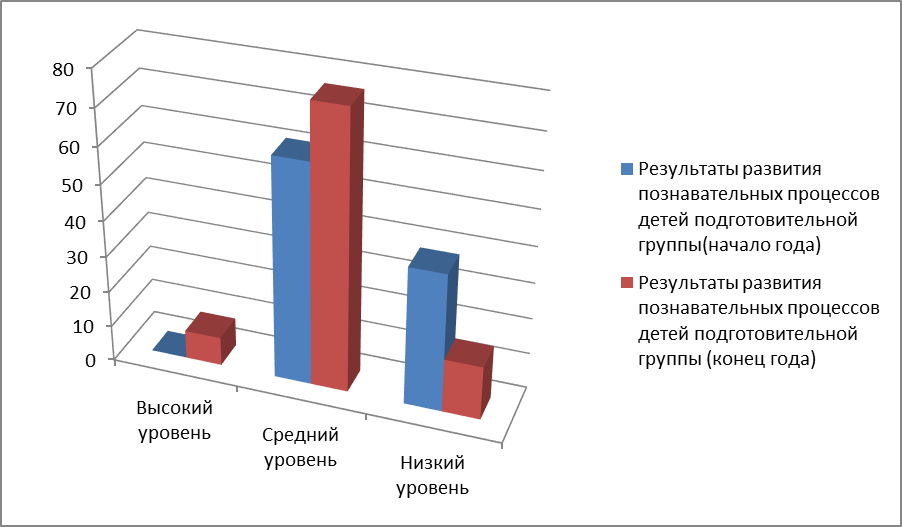 80
70
60
50
40
30
20
10
0
Высокий
уровень
Средний
уровень
Низкий
уровень
Результаты развития
познавательных процессов
детей подготовительной
группы(начало года)
Результаты развития
познавательных процессов
детей подготовительной
группы (конец года)